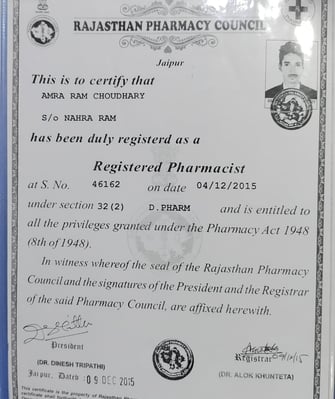 RAJASTHAN PHARMACY COUNCIL
Jaipur
This is to certify that
AMRA RAM CHOUDHARY
S/o NAHRA RAM
has been duly registerd as a
Registered Pharmacist
at S. No. 46162 on date 04/12/2015
under section 32(2) D.PHARM and is entitled to
all the privileges granted under the Pharmacy Act 1948
(8th of 1948).
In witness whereof the seal of the Rajasthan Pharmacy
Council and the signatures of the President and the Registrar
of the said Pharmacy Council, are affixed herewith.
President Registrar
(DR. DINESH TRIPATHI) (DR. ALOK KHUNTETA)
Jaipur, Dated 09 DEC 2015
This certificate is the property of Rajasthan
certificate shall